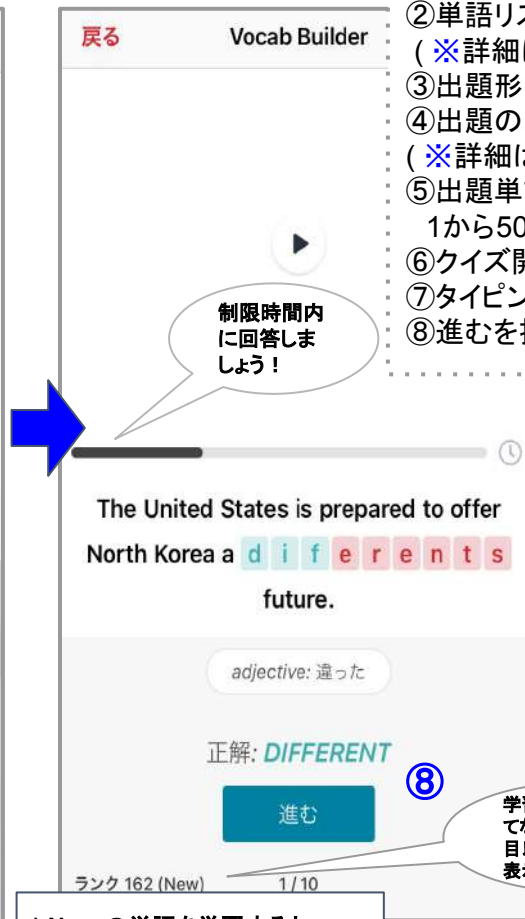 戻る
Vocab Builder
②単語リス
(※詳細に
③出題形
④出題の
(※詳細は
⑤出題単
1から50
⑥クイズ開
⑦タイピン
⑧進むを
制限時間内
に回答しま
しょう！
The United States is prepared to offer
North Korea a diferents
future.
adjective: 違った
正解: DIFFERENT
進む
⑧
ランク 162 (New)
1 / 10